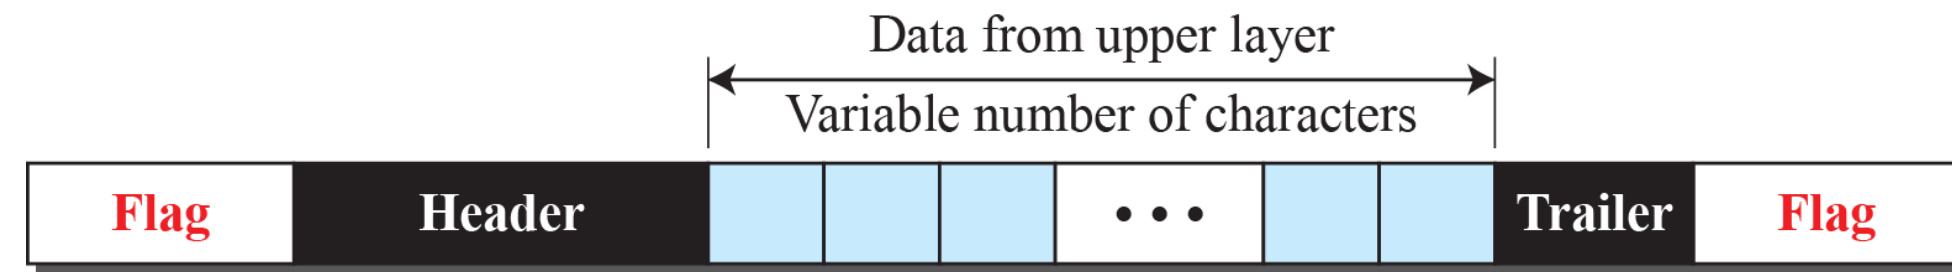 Data from upper layer
Variable number of characters
Flag Header • • • Trailer Flag